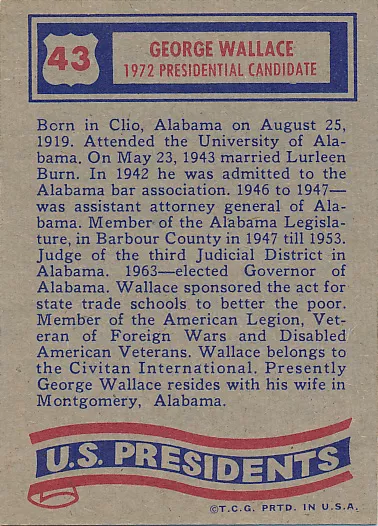 43
GEORGE WALLACE
1972 PRESIDENTIAL CANDIDATE
Born in Clio, Alabama on August 25,
1919. Attended the University of Ala-
bama. On May 23, 1943 married Lurleen
Burn. In 1942 he was admitted to the
Alabama bar association. 1946 to 1947—
was assistant attorney general of Ala-
bama. Member of the Alabama Legisla-
ture, in Barbour County in 1947 till 1953.
Judge of the third Judicial District in
Alabama. 1963—elected Governor of
Alabama. Wallace sponsored the act for
state trade schools to better the poor.
Member of the American Legion, Vet-
eran of Foreign Wars and Disabled
American Veterans. Wallace belongs to
the Civitan International. Presently
George Wallace resides with his wife in
Montgomery, Alabama.
U.S. PRESIDENTS
©T.C.G. PRTD. IN U.S.A.